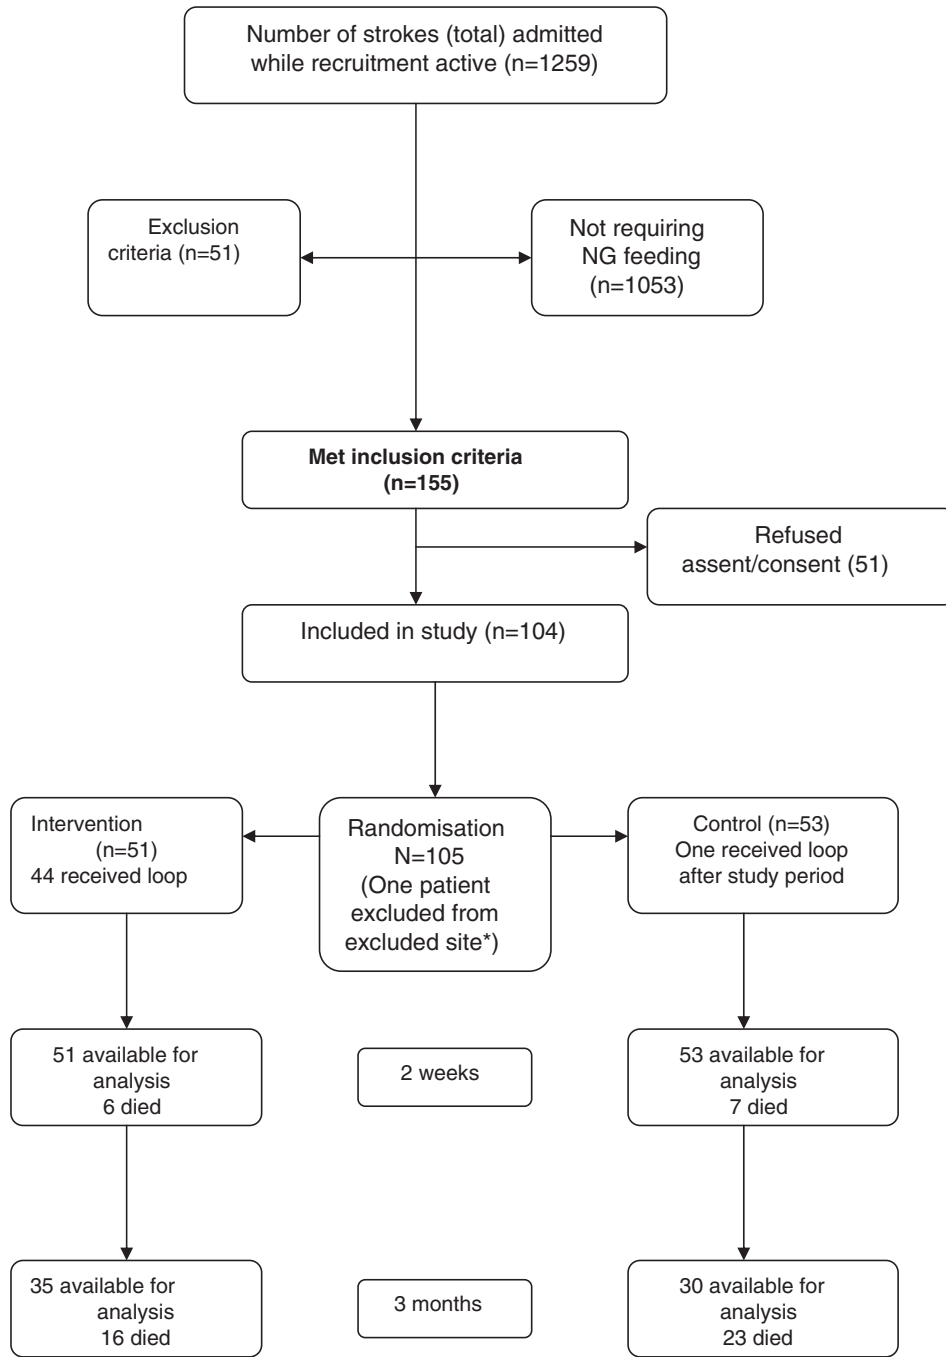 Number of strokes (total) admitted
while recruitment active (n=1259)
Exclusion
criteria (n=51)
Not requiring
NG feeding
(n=1053)
Met inclusion criteria
(n=155)
Refused
assent/consent (51)
Included in study (n=104)
Intervention
(n=51)
44 received loop
Randomisation
N=105
(One patient
excluded from
excluded site*)
Control (n=53)
One received loop
after study period
51 available for
analysis
6 died
2 weeks
53 available for
analysis
7 died
35 available for
analysis
16 died
3 months
30 available for
analysis
23 died